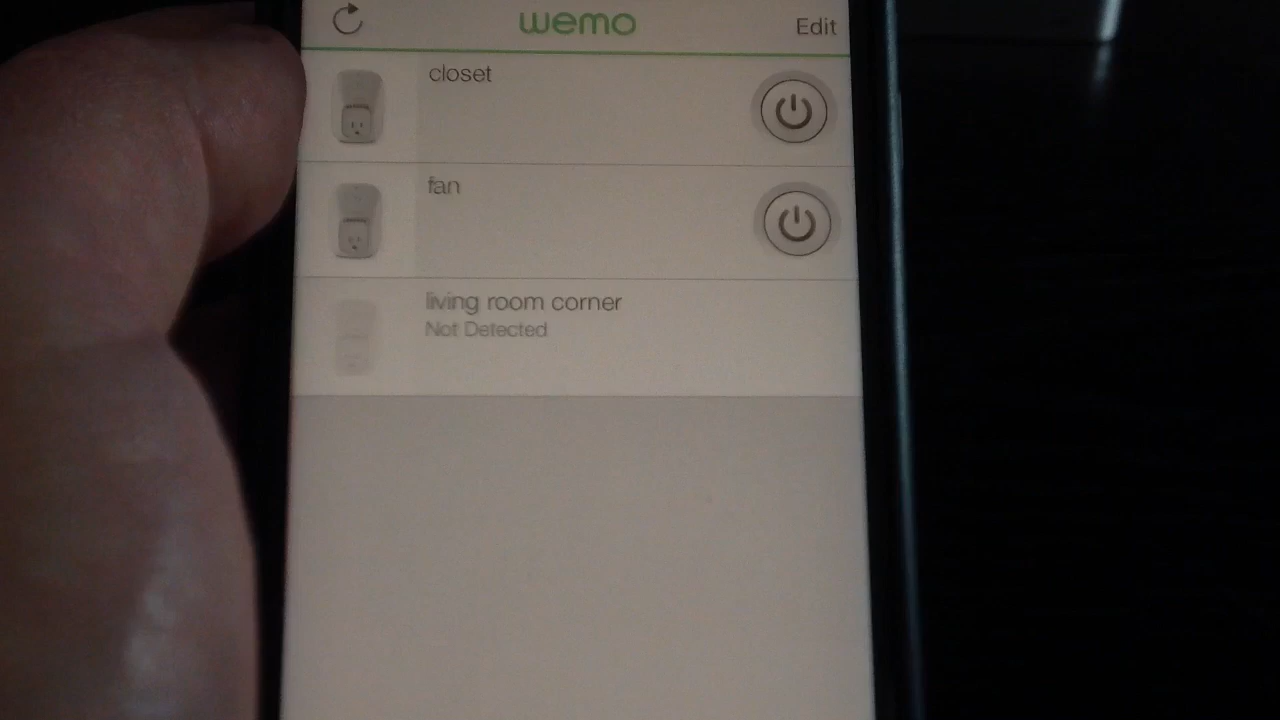 wemo Edit
closet
fan
living room corner
Not Detected